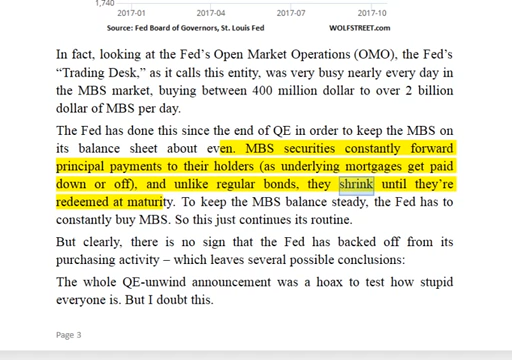 1,740
2017-01 2017-04 2017-07 2017-10
Source: Fed Board of Governors, St. Louis Fed WOLFSTREET.com
In fact, looking at the Fed's Open Market Operations (OMO), the Fed's
“Trading Desk,” as it calls this entity, was very busy nearly every day in
the MBS market, buying between 400 million dollar to over 2 billion
dollar of MBS per day.
The Fed has done this since the end of QE in order to keep the MBS on
its balance sheet about even. MBS securities constantly forward
principal payments to their holders (as underlying mortgages get paid
down or off), and unlike regular bonds, they shrink until they're
redeemed at maturity. To keep the MBS balance steady, the Fed has to
constantly buy MBS. So this just continues its routine.
But clearly, there is no sign that the Fed has backed off from its
purchasing activity – which leaves several possible conclusions:
The whole QE-unwind announcement was a hoax to test how stupid
everyone is. But I doubt this.
Page 3